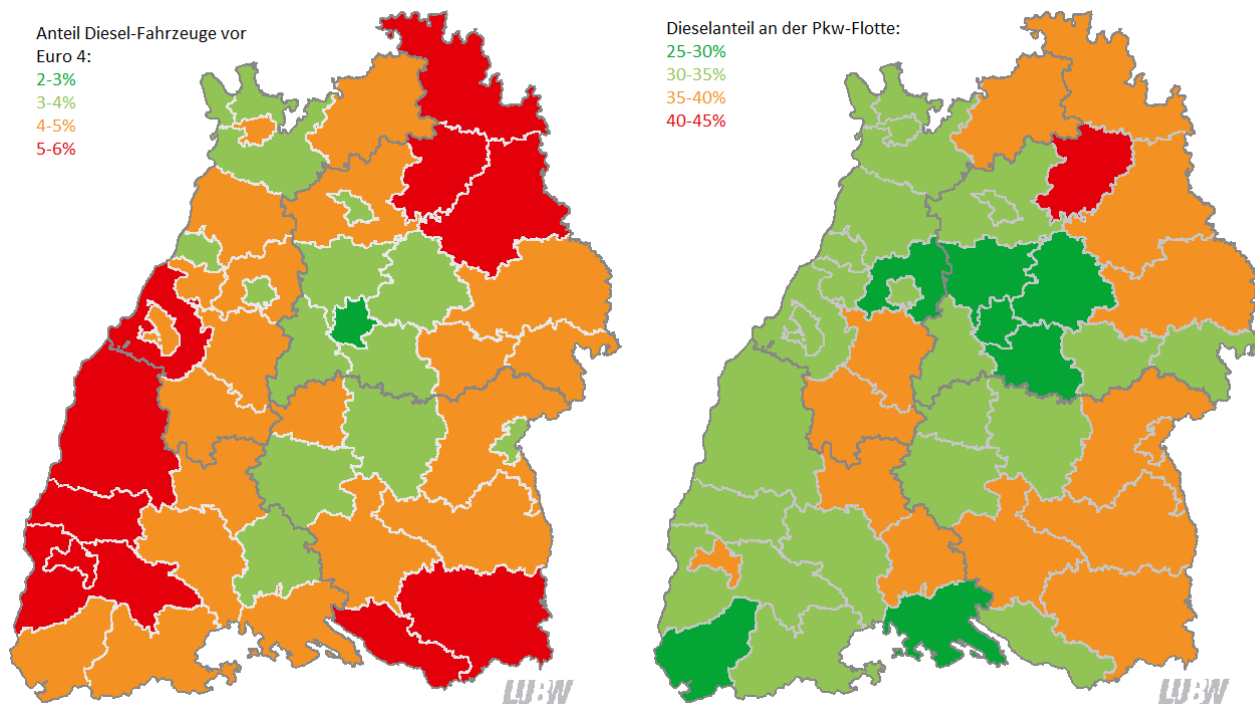 Anteil Diesel-Fahrzeuge vor
Euro 4:
2-3%
3-4%
4-5%
5-6%
LUBW
Dieselanteil an der Pkw-Flotte:
25-30%
30-35%
35-40%
40-45%
LUBW